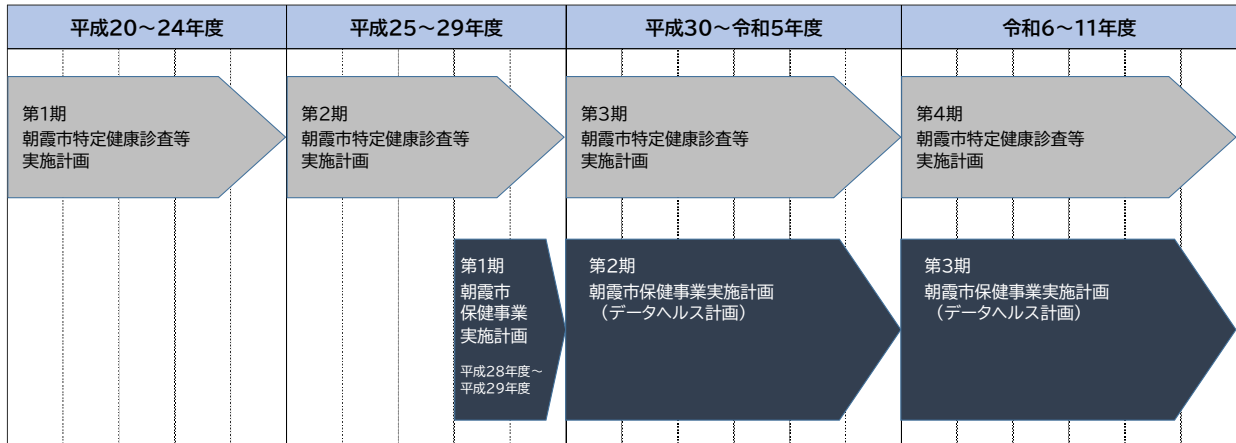 平成20～24年度
平成25～29年度
平成30～令和5年度
令和6～11年度
第1期
朝霞市特定健康診査等
実施計画
第2期
朝霞市特定健康診査等
実施計画
第3期
朝霞市特定健康診査等
実施計画
第4期
朝霞市特定健康診査等
実施計画
第1期
朝霞市
保健事業
実施計画
平成28年度～
平成29年度
第2期
朝霞市保健事業実施計画
（データヘルス計画）
第3期
朝霞市保健事業実施計画
（データヘルス計画）